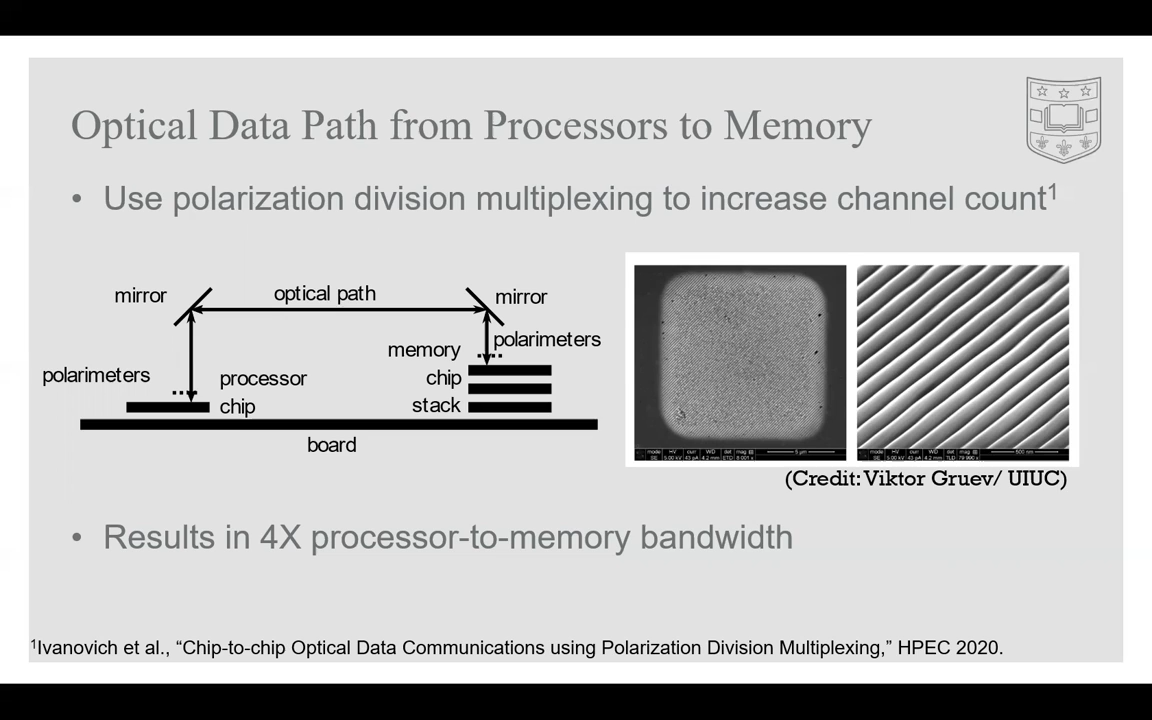 Optical Data Path from Processors to Memory
• Use polarization division multiplexing to increase channel count¹
mirror
optical path
mirror
polarimeters
memory
polarimeters
processor
chip
chip
stack
board
(Credit: Viktor Gruev/ UIUC)
• Results in 4X processor-to-memory bandwidth
¹Ivanovich et al., “Chip-to-chip Optical Data Communications using Polarization Division Multiplexing,” HPEC 2020.